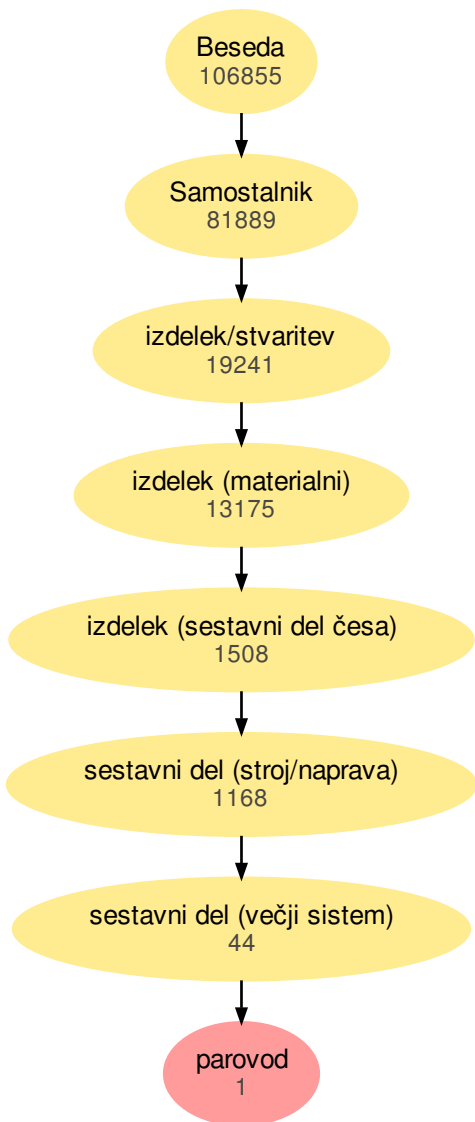 Beseda
106855
Samostalnik
81889
izdelek/stvaritev
19241
izdelek (materialni)
13175
izdelek (sestavni del česa)
1508
sestavni del (stroj/naprava)
1168
sestavni del (večji sistem)
44
parovod
1